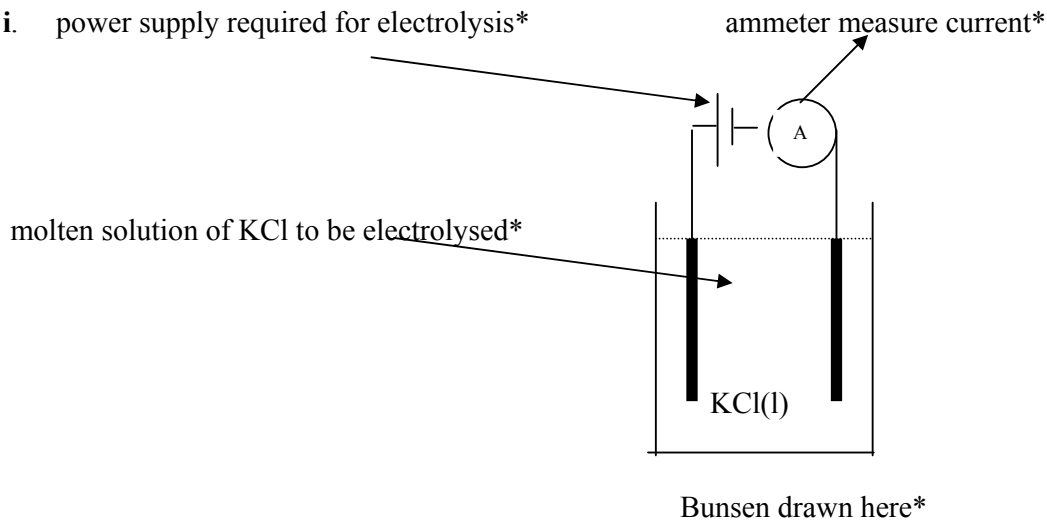 i. power supply required for electrolysis* ammeter measure current*
A
molten solution of KCl to be electrolysed*
KCl(l)
Bunsen drawn here*